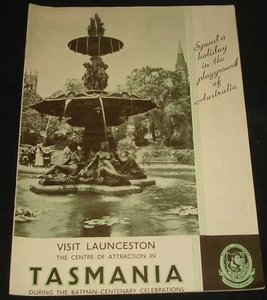 Spend a
holiday
in the
playground
of
Australia
VISIT LAUNCESTON
THE CENTRE OF ATTRACTION IN
TASMANIA
DURING THE BATMAN CENTENARY CELEBRATIONS